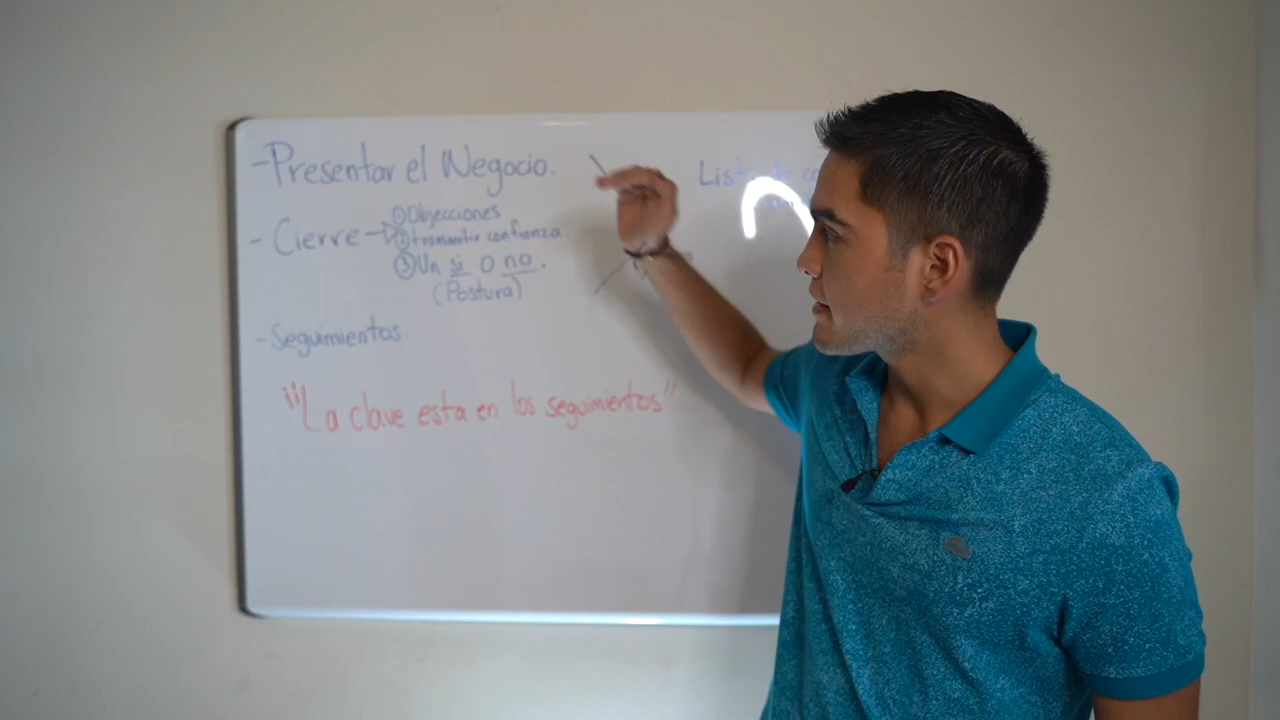 -Presentar el Negocio.
- Cierre → ①Objecciones
②transmitir confianza.
③Un si o no.
(Postura)
-Seguimientos.
"La clave esta en los seguimientos"
Lista de